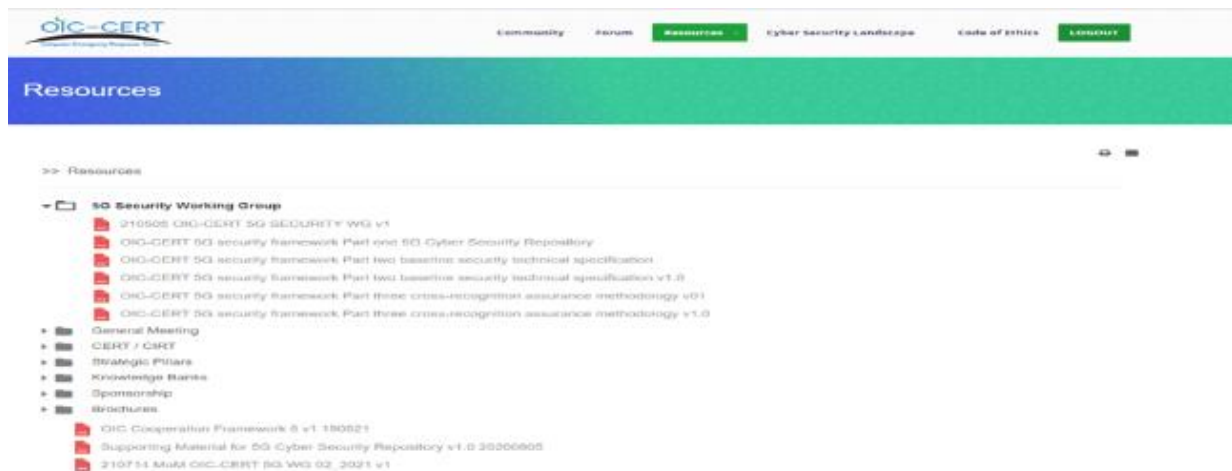 OIC-CERT
Computer Emergency Response Teams
Community Forum Resources Cyber Security Landscape Code of Ethics LOGOUT
Resources
>> Resources
5G Security Working Group
210505 OIC-CERT 5G SECURITY WG v1
OIC-CERT 5G security framework Part one 5G Cyber Security Repository
OIC-CERT 5G security framework Part two baseline security technical specification
OIC-CERT 5G security framework Part two baseline security technical specification v1.0
OIC-CERT 5G security framework Part three cross-recognition assurance methodology v01
OIC-CERT 5G security framework Part three cross-recognition assurance methodology v1.0
General Meeting
CERT / CIRT
Strategic Pillars
Knowledge Banks
Sponsorship
Brochures
OIC Cooperation Framework 5 v1 180821
Supporting Material for 5G Cyber Security Repository v1.0 20200805
210714 MoM OIC-CERT 5G WG 02_2021 v1